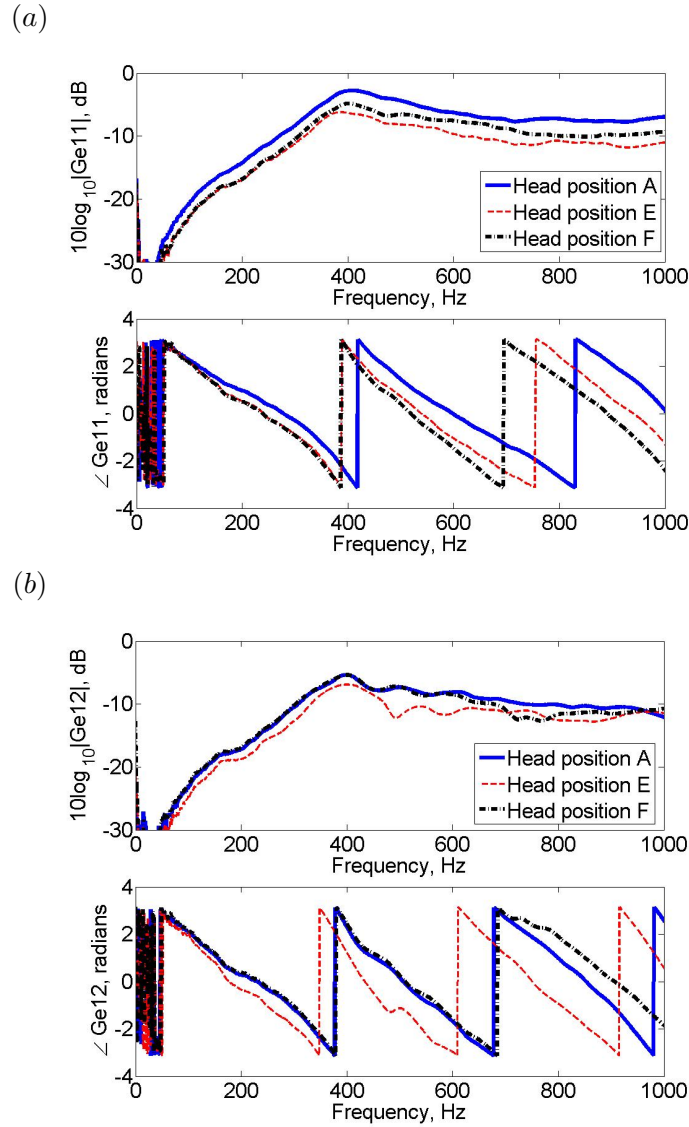 (a)
10log10|Ge11|, dB
0
-10
-20
-30
0 200 400 600 800 1000
Frequency, Hz
Head position A
Head position E
Head position F
∠ Ge11, radians
4
2
0
-2
-4
0 200 400 600 800 1000
Frequency, Hz
(b)
10log10|Ge12|, dB
0
-10
-20
-30
0 200 400 600 800 1000
Frequency, Hz
Head position A
Head position E
Head position F
∠ Ge12, radians
4
2
0
-2
-4
0 200 400 600 800 1000
Frequency, Hz